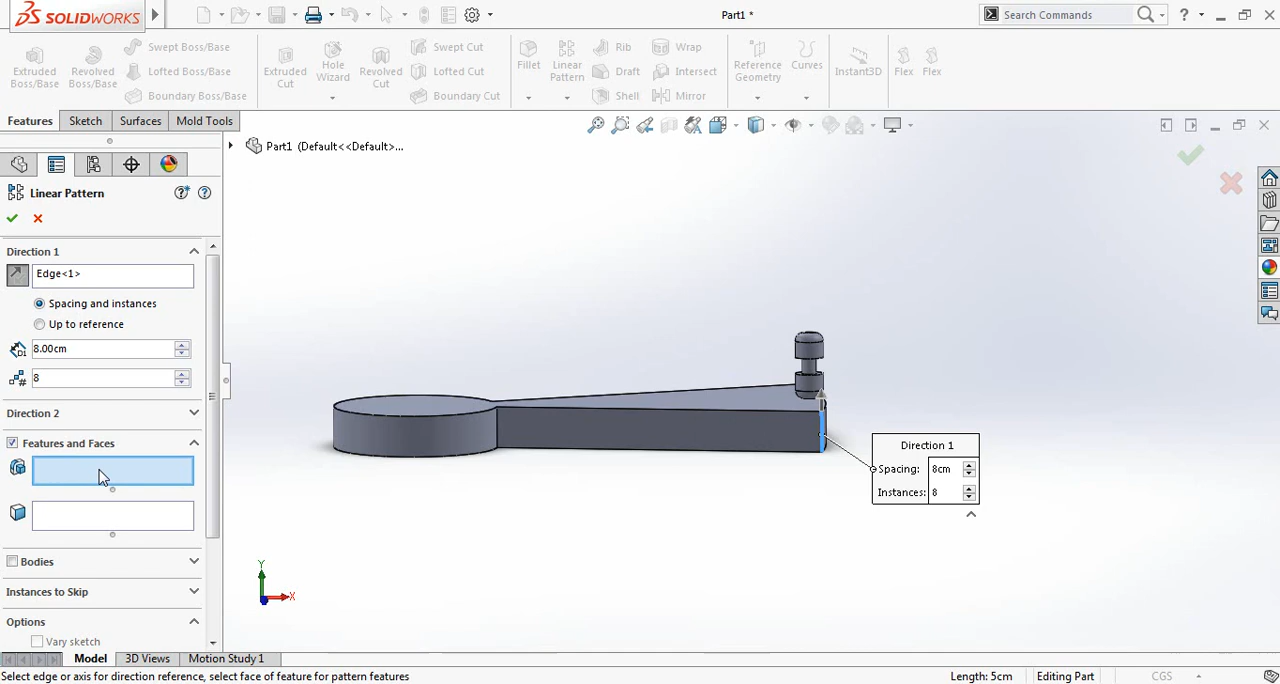 SOLIDWORKS
Part1 *
Search Commands
Extruded Boss/Base
Revolved Boss/Base
Swept Boss/Base
Lofted Boss/Base
Boundary Boss/Base
Extruded Cut
Hole Wizard
Revolved Cut
Swept Cut
Lofted Cut
Boundary Cut
Fillet
Linear Pattern
Rib
Draft
Shell
Wrap
Intersect
Mirror
Reference Geometry
Curves
Instant3D
Flex
Flex
Features
Sketch
Surfaces
Mold Tools
Part1 (Default<<Default>...
Linear Pattern
Direction 1
Edge<1>
Spacing and instances
Up to reference
8.00cm
8
Direction 2
Features and Faces
Bodies
Instances to Skip
Options
Vary sketch
Direction 1
Spacing: 8cm
Instances: 8
Y
X
Model
3D Views
Motion Study 1
Select edge or axis for direction reference, select face of feature for pattern features
Length: 5cm
Editing Part
CGS